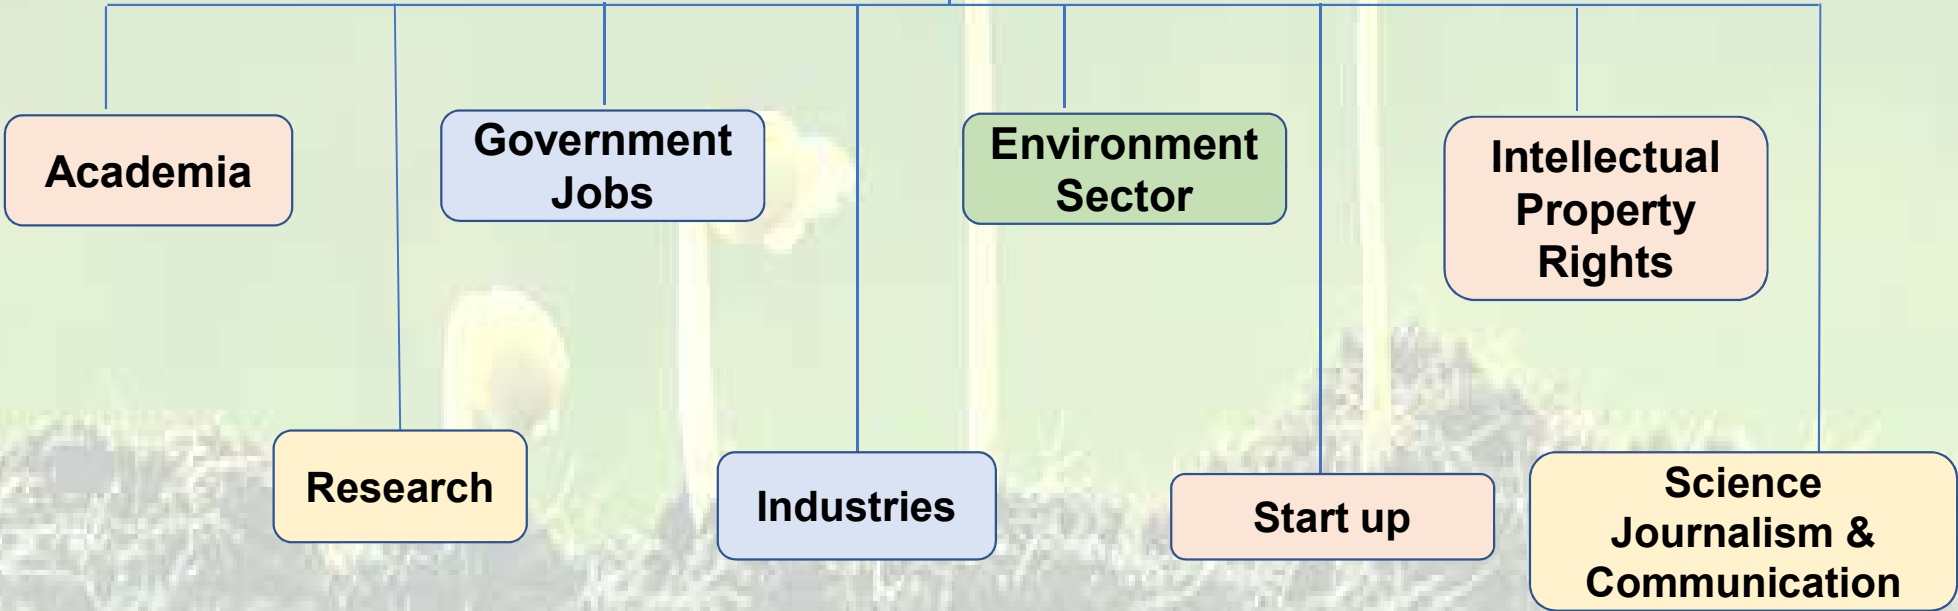 Academia
Government
Jobs
Environment
Sector
Intellectual
Property
Rights
Research
Industries
Start up
Science
Journalism &
Communication